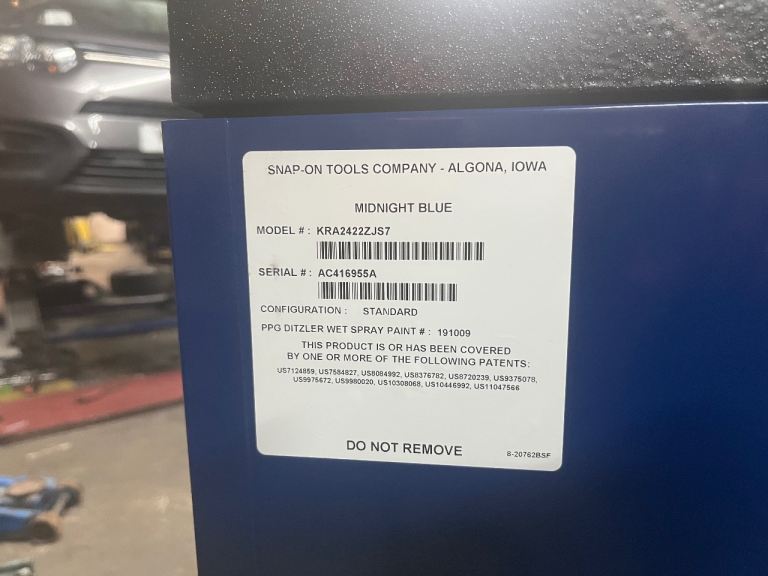 SNAP-ON TOOLS COMPANY - ALGONA, IOWA
MIDNIGHT BLUE
MODEL # : KRA2422ZJS7
SERIAL # : AC416955A
CONFIGURATION : STANDARD
PPG DITZLER WET SPRAY PAINT # : 191009
THIS PRODUCT IS OR HAS BEEN COVERED
BY ONE OR MORE OF THE FOLLOWING PATENTS:
US7124859, US7584827, US8084992, US8376782, US8720239, US9375078,
US9975672, US9980020, US10308068, US10446992, US11047566
DO NOT REMOVE
8-20762BSF